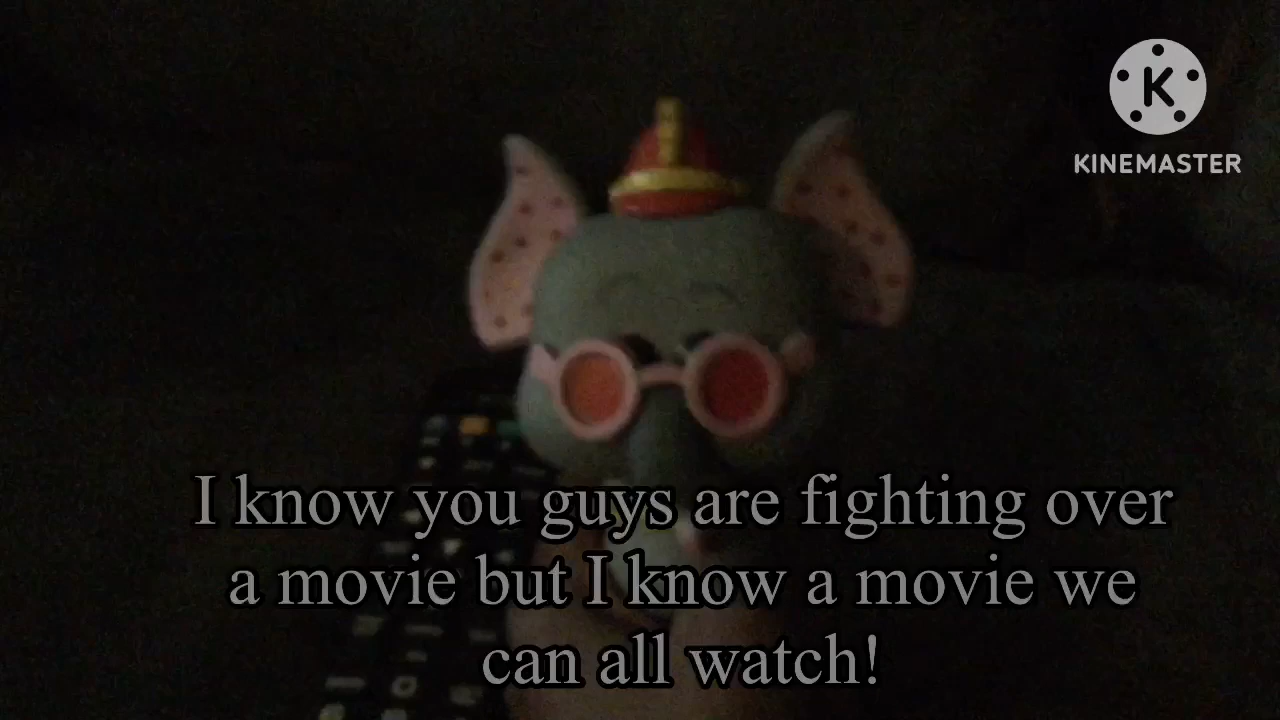 K
KINEMASTER
I know you guys are fighting over
a movie but I know a movie we
can all watch!